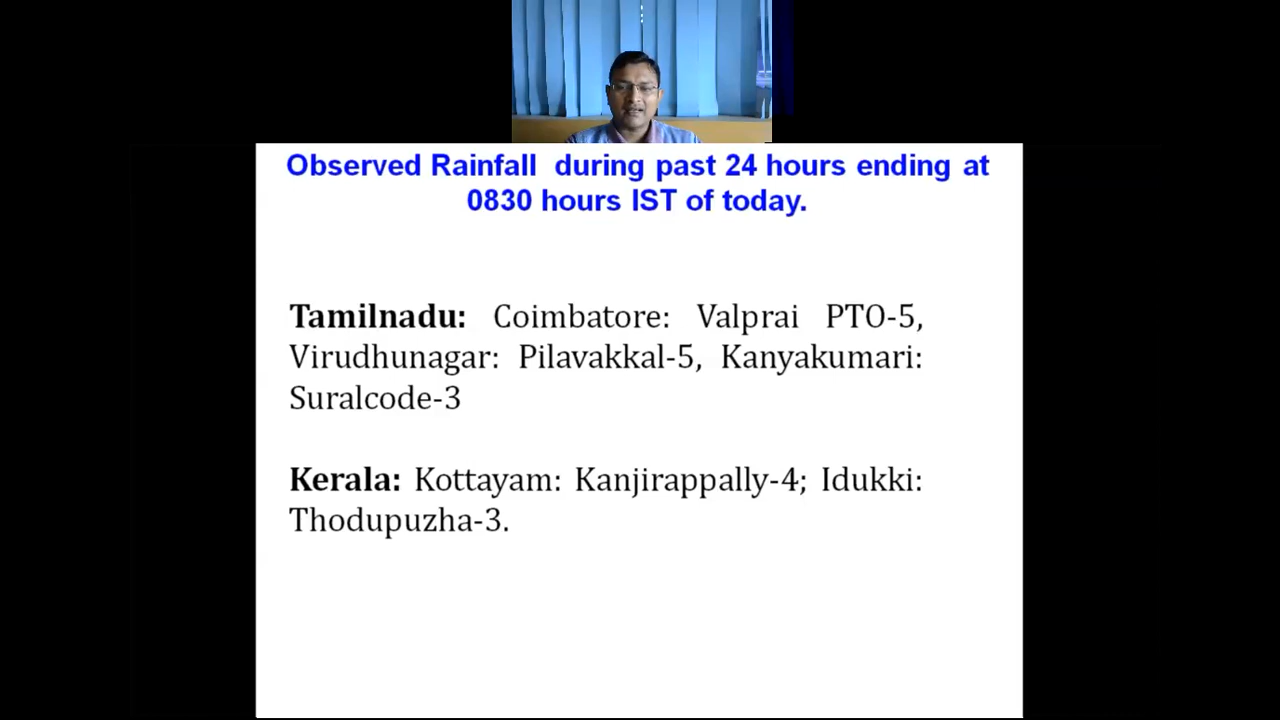 Observed Rainfall during past 24 hours ending at
0830 hours IST of today.
Tamilnadu: Coimbatore: Valprai PTO-5,
Virudhunagar: Pilavakkal-5, Kanyakumari:
Suralcode-3
Kerala: Kottayam: Kanjirappally-4; Idukki:
Thodupuzha-3.